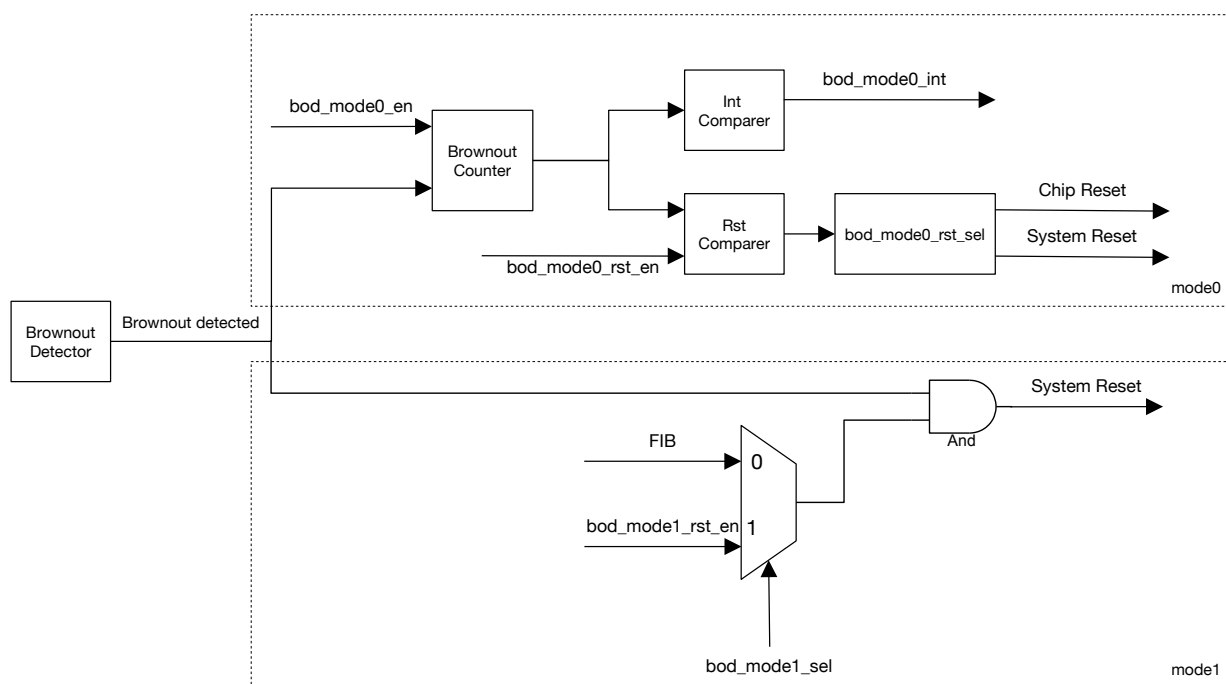 bod_mode0_en
Brownout
Counter
Int
Comparer
bod_mode0_int
Rst
Comparer
bod_mode0_rst_en
bod_mode0_rst_sel
Chip Reset
System Reset
mode0
Brownout
Detector
Brownout detected
System Reset
And
FIB
0
bod_mode1_rst_en
1
bod_mode1_sel
mode1